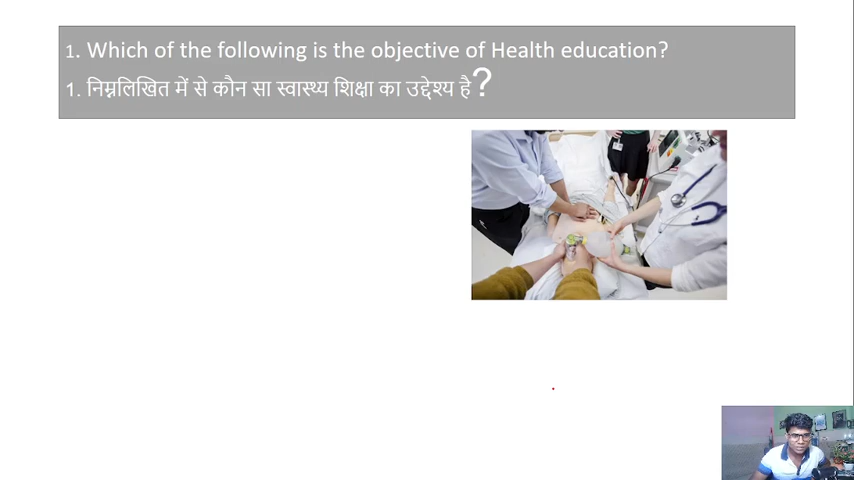 1. Which of the following is the objective of Health education?
1. निम्नलिखित में से कौन सा स्वास्थ्य शिक्षा का उद्देश्य है?